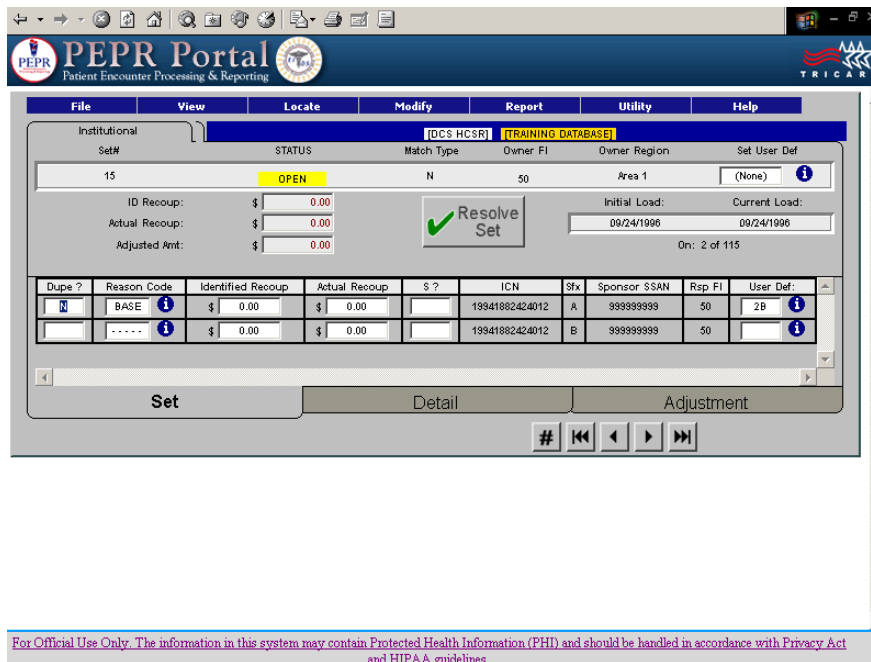 PEPR
PEPR Portal
Patient Encounter Processing & Reporting
TRICAR
File View Locate Modify Report Utility Help
Institutional [DCS HCSR] [TRAINING DATABASE]
Set# STATUS Match Type Owner FI Owner Region Set User Def
15 OPEN N 50 Area 1 (None)
ID Recoup: $ 0.00 Resolve Set Initial Load: Current Load:
Actual Recoup: $ 0.00 09/24/1996 09/24/1996
Adjusted Amt: $ 0.00 On: 2 of 115
Dupe ? Reason Code Identified Recoup Actual Recoup S ? ICN Sfx Sponsor SSAN Rsp FI User Def:
N BASE $ 0.00 $ 0.00 19941882424012 A 999999999 50 2B
----- $ 0.00 $ 0.00 19941882424012 B 999999999 50
Set Detail Adjustment
#
For Official Use Only. The information in this system may contain Protected Health Information (PHI) and should be handled in accordance with Privacy Act
and HIPAA guidelines